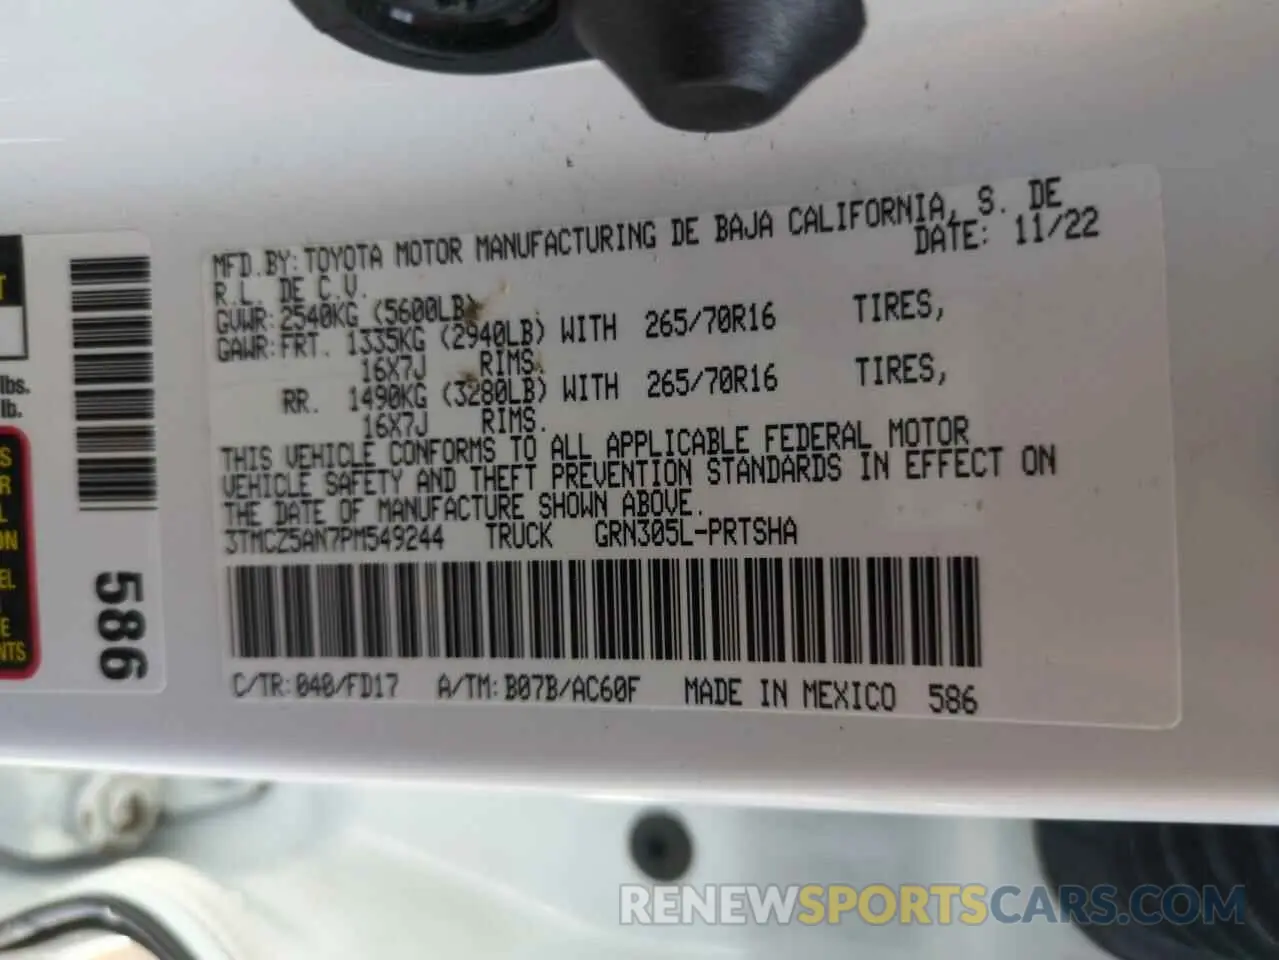 MFD.BY: TOYOTA MOTOR MANUFACTURING DE BAJA CALIFORNIA, S. DE
R.L. DE C.V. DATE: 11/22
GVWR: 2540KG (5600LB)
GAWR: FRT. 1335KG (2940LB) WITH 265/70R16 TIRES,
16X7J RIMS.
RR. 1490KG (3280LB) WITH 265/70R16 TIRES,
16X7J RIMS.
THIS VEHICLE CONFORMS TO ALL APPLICABLE FEDERAL MOTOR
VEHICLE SAFETY AND THEFT PREVENTION STANDARDS IN EFFECT ON
THE DATE OF MANUFACTURE SHOWN ABOVE.
3TMCZ5AN7PM549244 TRUCK GRN305L-PRTSHA
C/TR: 040/FD17 A/TM: B07B/AC60F MADE IN MEXICO 586
586
lbs.
lb.
RENEWSPORTSCARS.COM